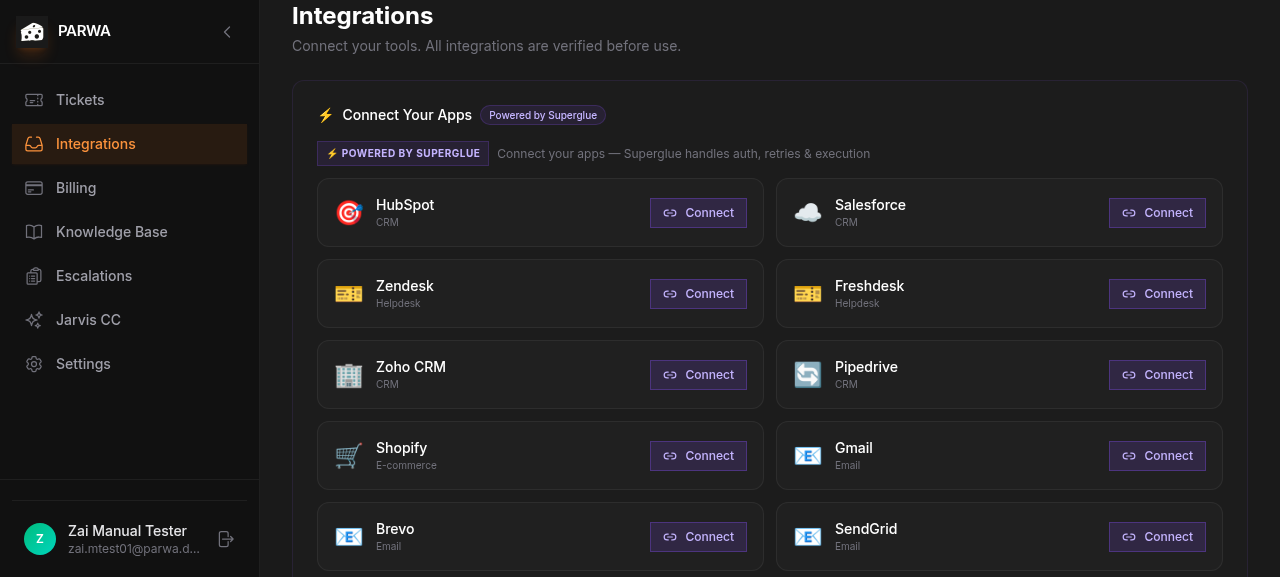 PARWA
Tickets
Integrations
Billing
Knowledge Base
Escalations
Jarvis CC
Settings
Z
Zai Manual Tester
zai.mtest01@parwa.d...
Integrations
Connect your tools. All integrations are verified before use.
⚡ Connect Your Apps Powered by Superglue
⚡ POWERED BY SUPERGLUE Connect your apps — Superglue handles auth, retries & execution
HubSpot
CRM
Connect
Salesforce
CRM
Connect
Zendesk
Helpdesk
Connect
Freshdesk
Helpdesk
Connect
Zoho CRM
CRM
Connect
Pipedrive
CRM
Connect
Shopify
E-commerce
Connect
Gmail
Email
Connect
Brevo
Email
Connect
SendGrid
Email
Connect